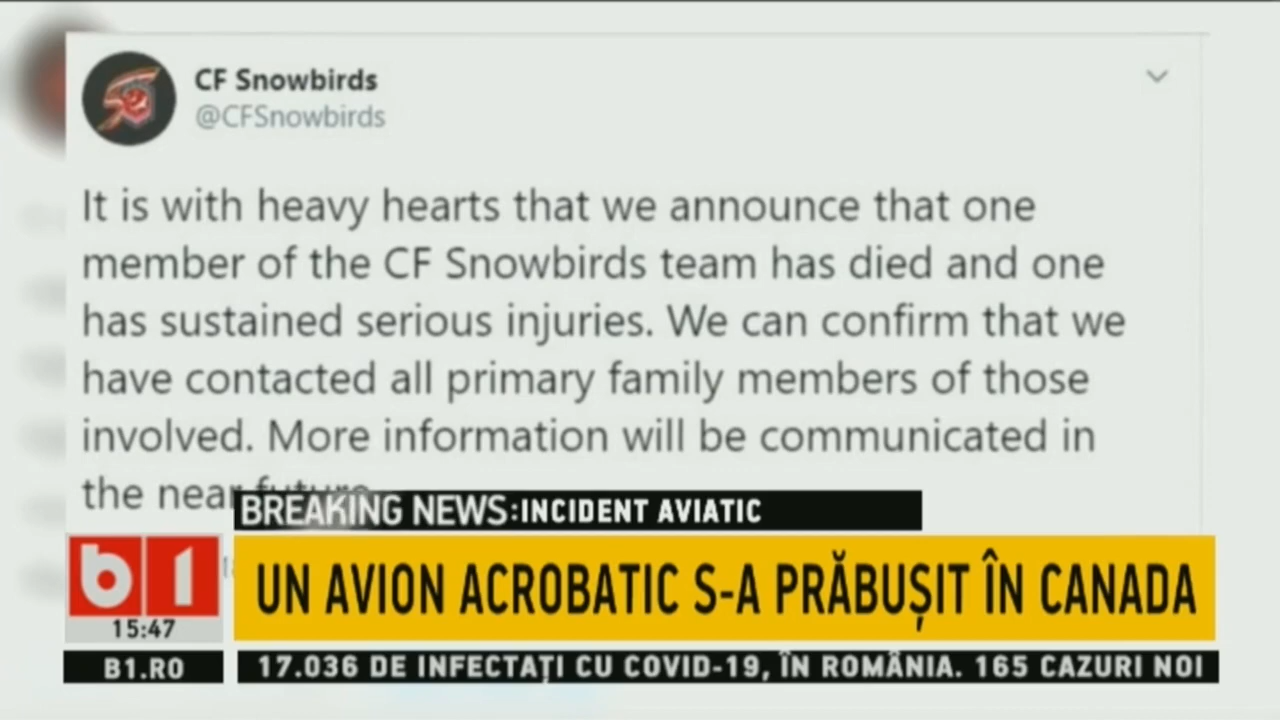 CF Snowbirds
@CFSnowbirds
It is with heavy hearts that we announce that one
member of the CF Snowbirds team has died and one
has sustained serious injuries. We can confirm that we
have contacted all primary family members of those
involved. More information will be communicated in
the near future
BREAKING NEWS:INCIDENT AVIATIC
b1
UN AVION ACROBATIC S-A PRĂBUȘIT ÎN CANADA
15:47
B1.RO
17.036 DE INFECTAȚI CU COVID-19, ÎN ROMÂNIA. 165 CAZURI NOI